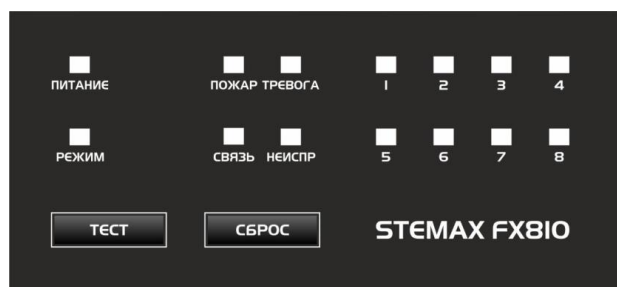 ПИТАНИЕ ПОЖАР ТРЕВОГА 1 2 3 4
РЕЖИМ СВЯЗЬ НЕИСПР 5 6 7 8
ТЕСТ СБРОС STEMAX FX810